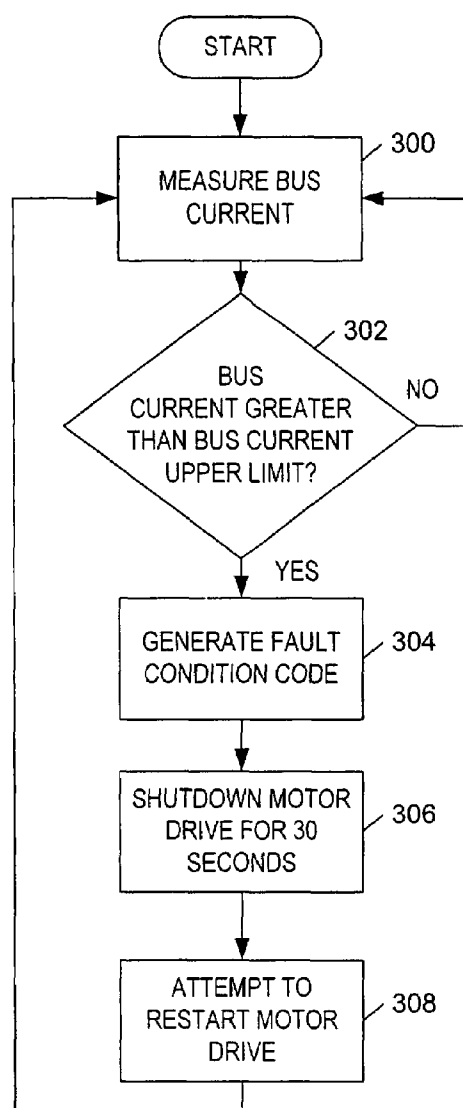 START
300
MEASURE BUS
CURRENT
302
BUS
CURRENT GREATER
THAN BUS CURRENT
UPPER LIMIT?
NO
YES
GENERATE FAULT
CONDITION CODE
304
SHUTDOWN MOTOR
DRIVE FOR 30
SECONDS
306
ATTEMPT TO
RESTART MOTOR
DRIVE
308